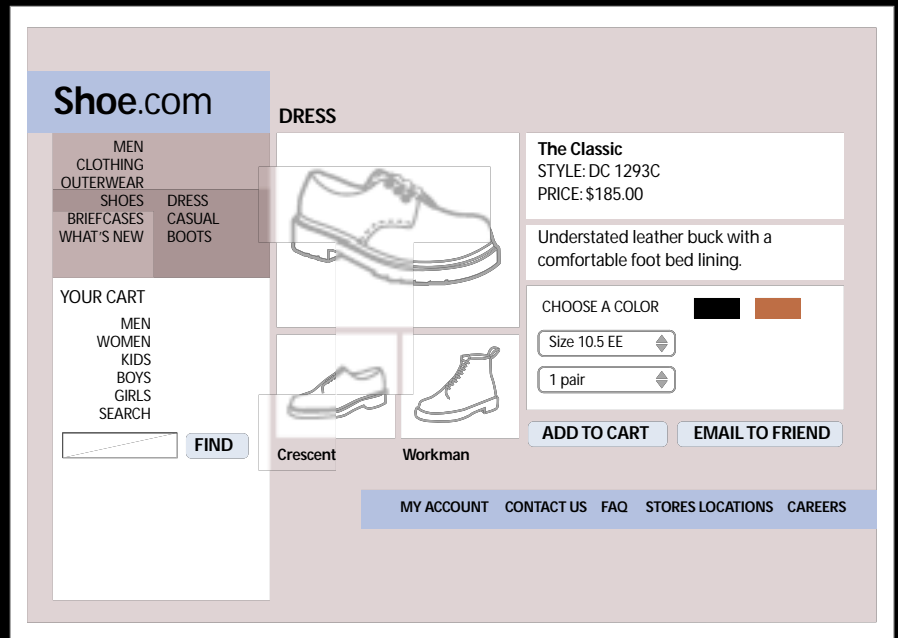 Shoe.com
MEN
CLOTHING
OUTERWEAR
SHOES
BRIEFCASES
WHAT'S NEW
DRESS
CASUAL
BOOTS
YOUR CART
MEN
WOMEN
KIDS
BOYS
GIRLS
SEARCH
FIND
DRESS
Crescent
Workman
The Classic
STYLE: DC 1293C
PRICE: $185.00
Understated leather buck with a
comfortable foot bed lining.
CHOOSE A COLOR
Size 10.5 EE
1 pair
ADD TO CART
EMAIL TO FRIEND
MY ACCOUNT CONTACT US FAQ STORES LOCATIONS CAREERS